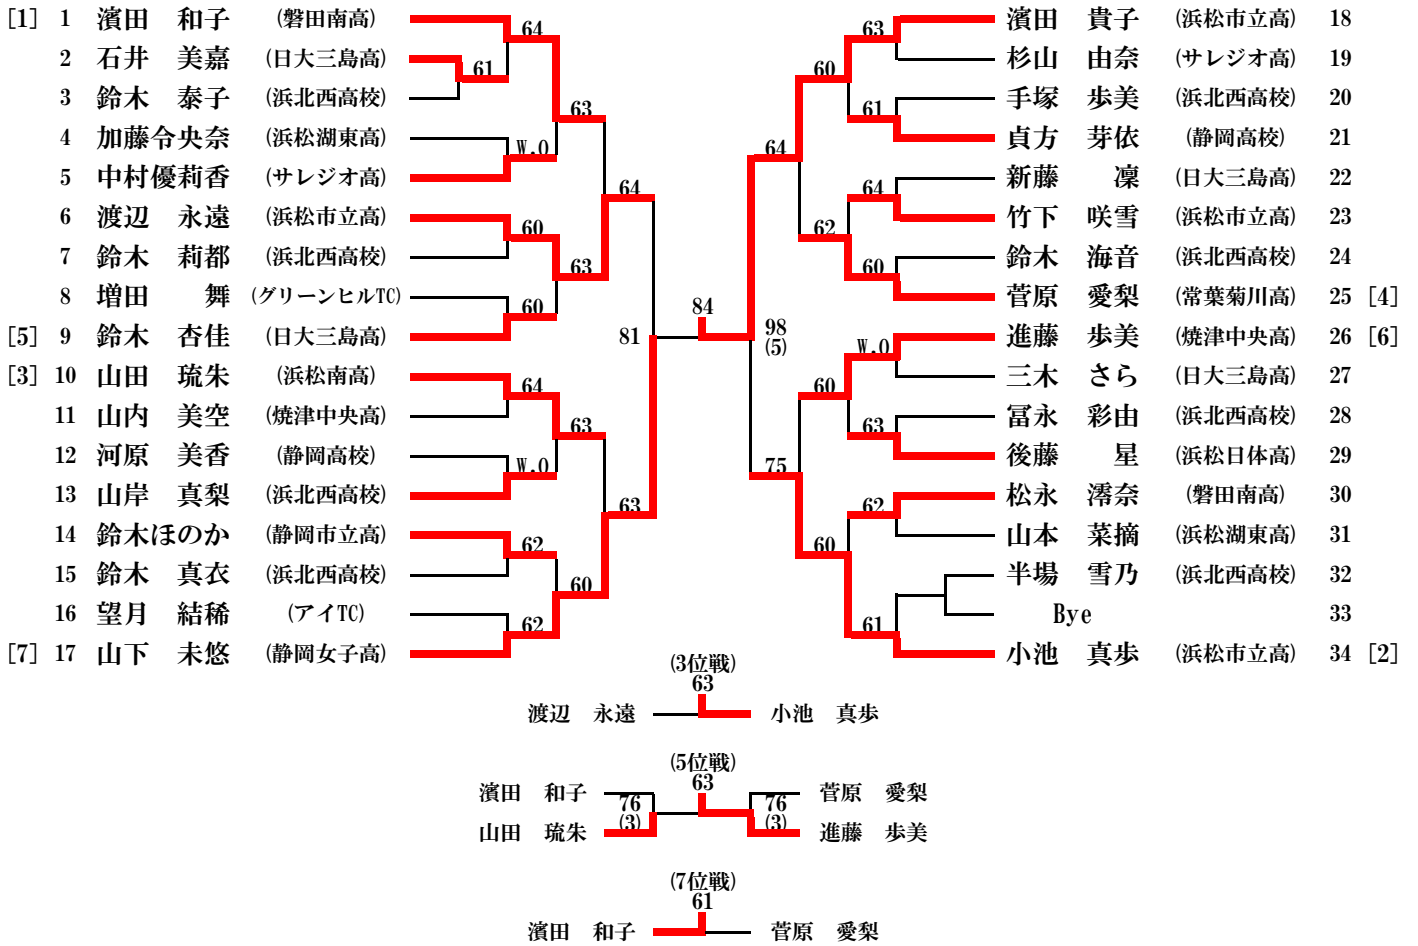 [1] 1 濱田 和子 (磐田南高)
2 石井 美嘉 (日大三島高)
3 鈴木 泰子 (浜北西高校)
4 加藤令央奈 (浜松湖東高)
5 中村優莉香 (サレジオ高)
6 渡辺 永遠 (浜松市立高)
7 鈴木 莉都 (浜北西高校)
8 増田 舞 (グリーンヒルTC)
[5] 9 鈴木 杏佳 (日大三島高)
[3] 10 山田 琉朱 (浜松南高)
11 山内 美空 (焼津中央高)
12 河原 美香 (静岡高校)
13 山岸 真梨 (浜北西高校)
14 鈴木ほのか (静岡市立高)
15 鈴木 真衣 (浜北西高校)
16 望月 結稀 (アイTC)
[7] 17 山下 未悠 (静岡女子高)
64
61
63
W.O
64
60
63
60
81
64
63
W.O
63
62
60
62
84
98
(5)
64
60
63
61
62
64
60
75
60
W.O
63
60
62
61
濱田 貴子 (浜松市立高) 18
杉山 由奈 (サレジオ高) 19
手塚 歩美 (浜北西高校) 20
貞方 芽依 (静岡高校) 21
新藤 凜 (日大三島高) 22
竹下 咲雪 (浜松市立高) 23
鈴木 海音 (浜北西高校) 24
菅原 愛梨 (常葉菊川高) 25 [4]
進藤 歩美 (焼津中央高) 26 [6]
三木 さら (日大三島高) 27
冨永 彩由 (浜北西高校) 28
後藤 星 (浜松日体高) 29
松永 澪奈 (磐田南高) 30
山本 菜摘 (浜松湖東高) 31
半場 雪乃 (浜北西高校) 32
Bye 33
小池 真歩 (浜松市立高) 34 [2]
(3位戦)
63
渡辺 永遠 小池 真歩
(5位戦)
63
濱田 和子 菅原 愛梨
76 76
(3) (3)
山田 琉朱 進藤 歩美
(7位戦)
61
濱田 和子 菅原 愛梨